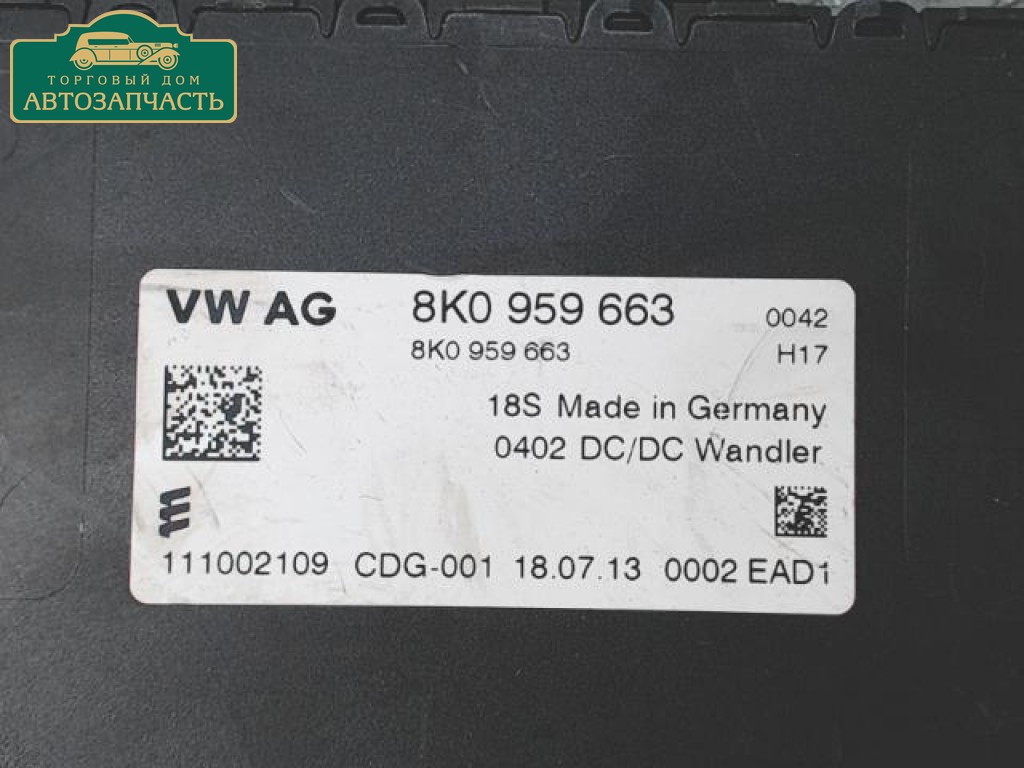 ТОРГОВЫЙ ДОМ
АВТОЗАПЧАСТЬ
VW AG 8K0 959 663 0042
8K0 959 663 H17
18S Made in Germany
0402 DC/DC Wandler
111002109 CDG-001 18.07.13 0002 EAD1